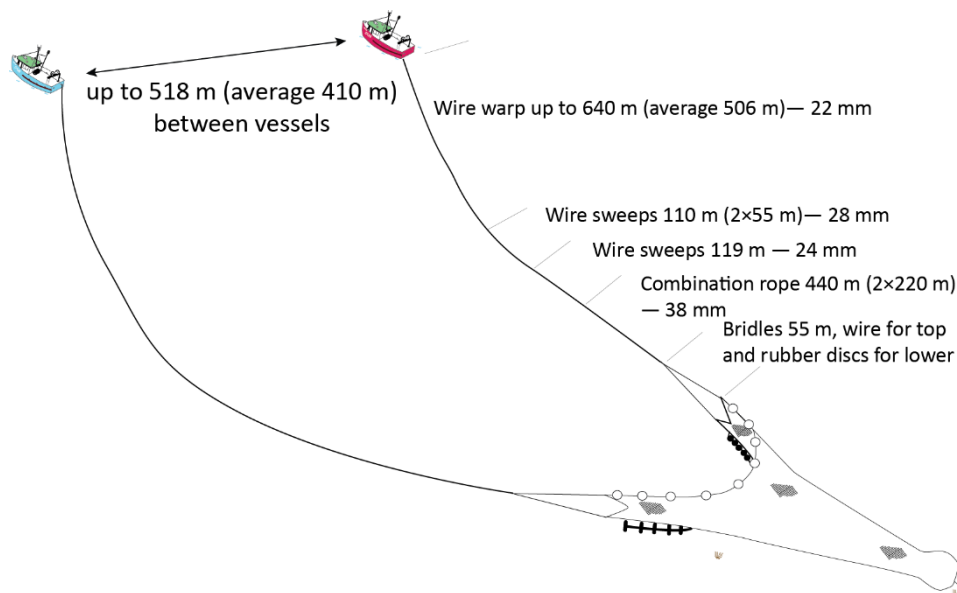 up to 518 m (average 410 m)
between vessels
Wire warp up to 640 m (average 506 m)— 22 mm
Wire sweeps 110 m (2×55 m)— 28 mm
Wire sweeps 119 m — 24 mm
Combination rope 440 m (2×220 m)
— 38 mm
Bridles 55 m, wire for top
and rubber discs for lower